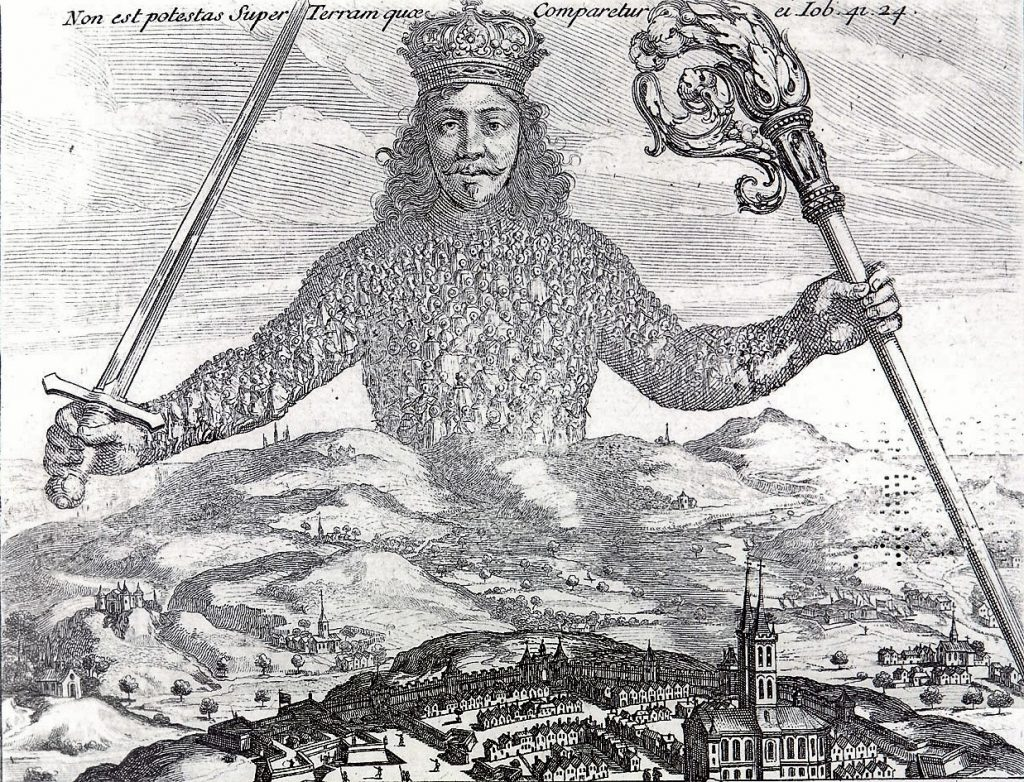 Non est potestas Super Terram quæ Comparetur ei Iob. 41. 24.